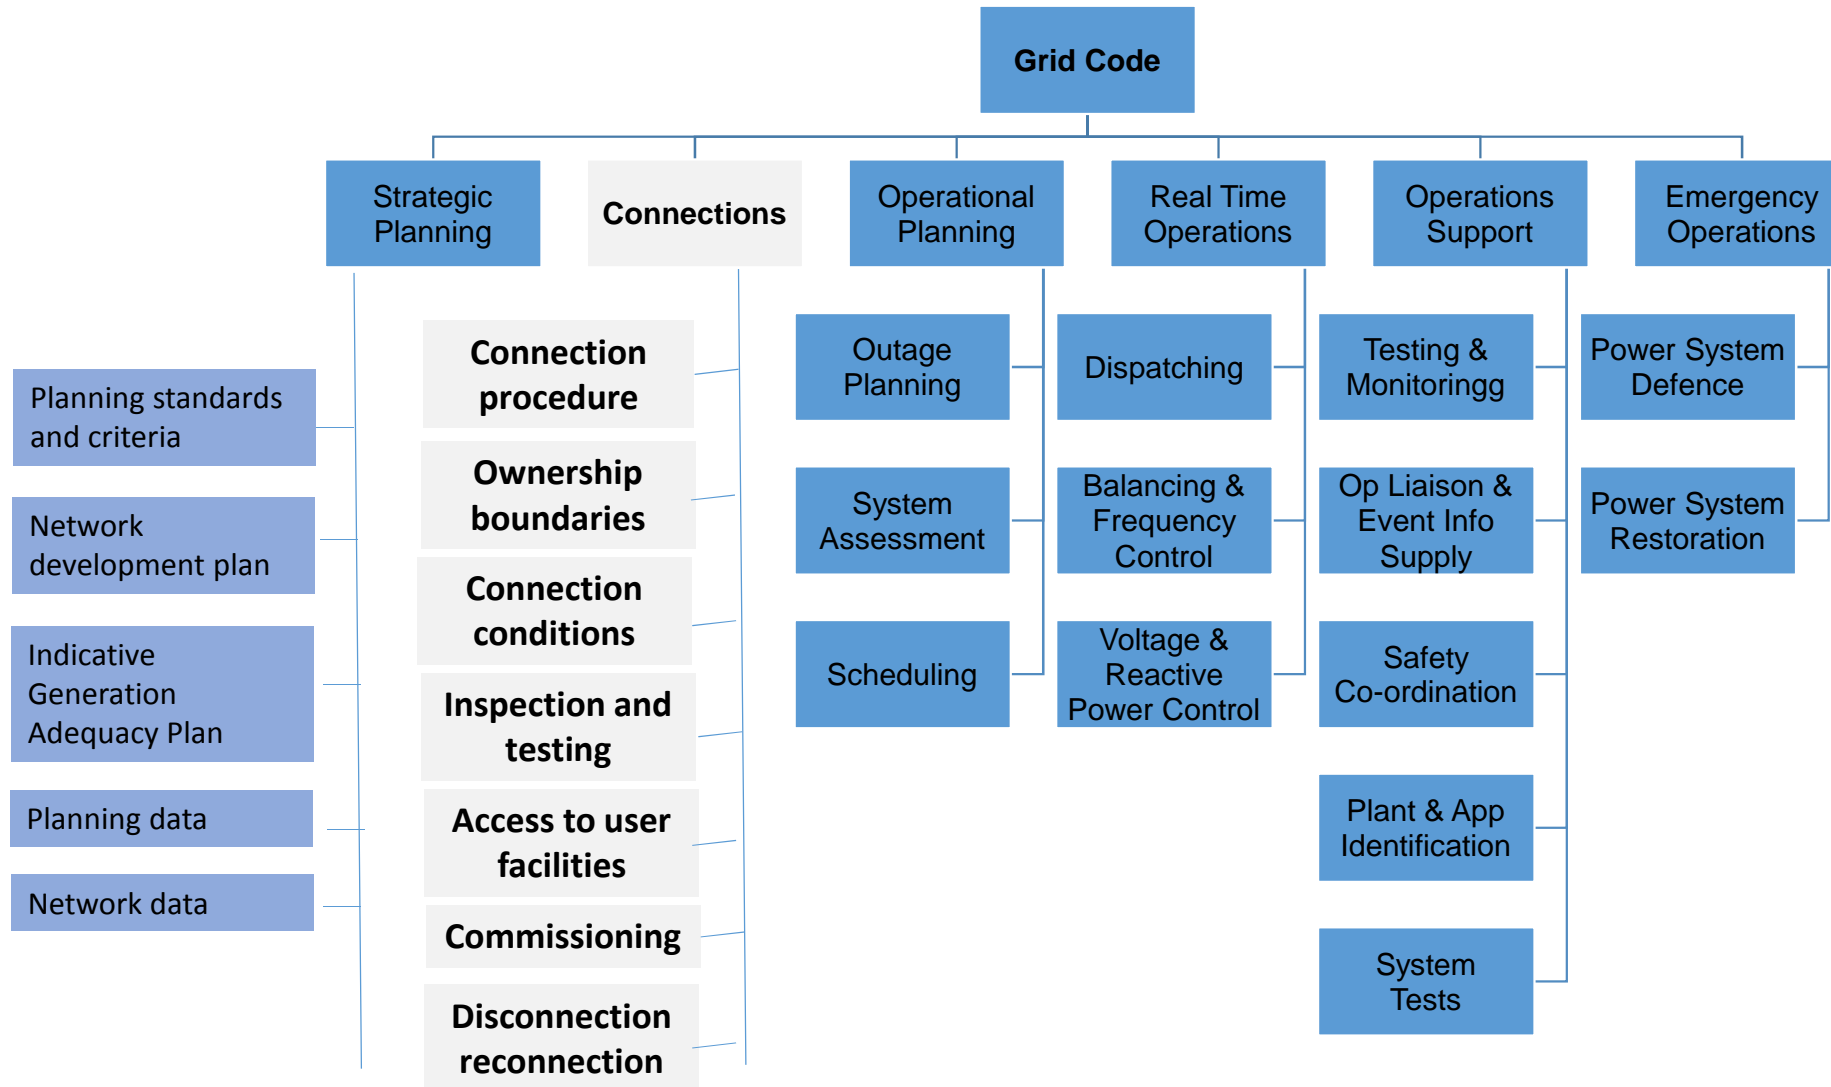 Grid Code
Strategic
Planning
Connections
Operational
Planning
Real Time
Operations
Operations
Support
Emergency
Operations
Planning standards
and criteria
Network
development plan
Indicative
Generation
Adequacy Plan
Planning data
Network data
Connection
procedure
Ownership
boundaries
Connection
conditions
Inspection and
testing
Access to user
facilities
Commissioning
Disconnection
reconnection
Outage
Planning
System
Assessment
Scheduling
Dispatching
Balancing &
Frequency
Control
Voltage &
Reactive
Power Control
Testing &
Monitoringg
Op Liaison &
Event Info
Supply
Safety
Co-ordination
Plant & App
Identification
System
Tests
Power System
Defence
Power System
Restoration